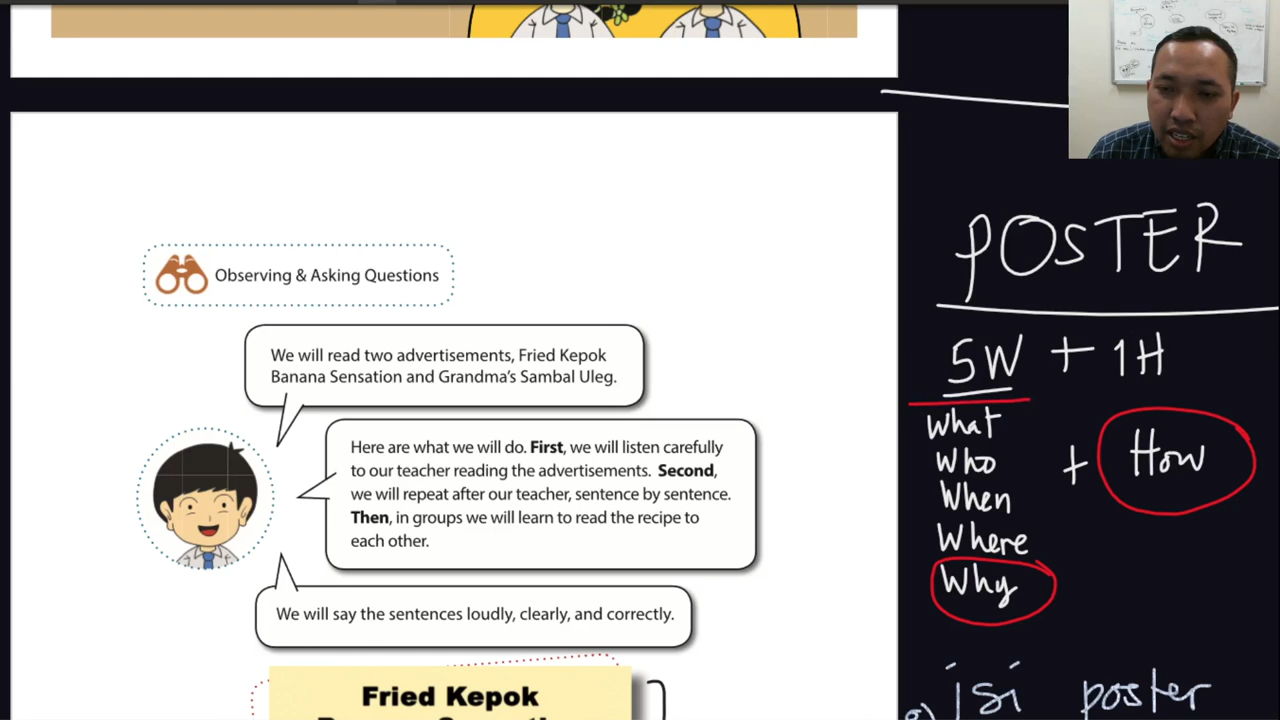 Observing & Asking Questions
We will read two advertisements, Fried Kepok
Banana Sensation and Grandma's Sambal Uleg.
Here are what we will do. First, we will listen carefully
to our teacher reading the advertisements. Second,
we will repeat after our teacher, sentence by sentence.
Then, in groups we will learn to read the recipe to
each other.
We will say the sentences loudly, clearly, and correctly.
Fried Kepok
POSTER
5W + 1H
What
Who
When
Where
Why
+ How
isi poster